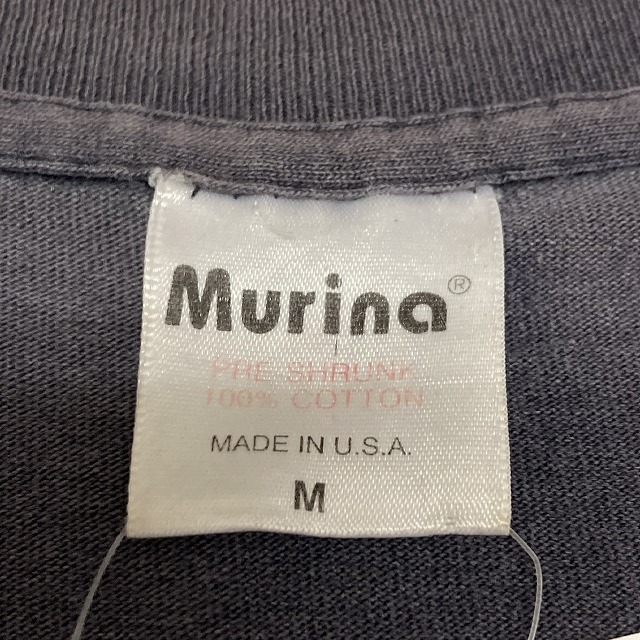 Murina®
PRE SHRUNK
100% COTTON
MADE IN U.S.A.
M